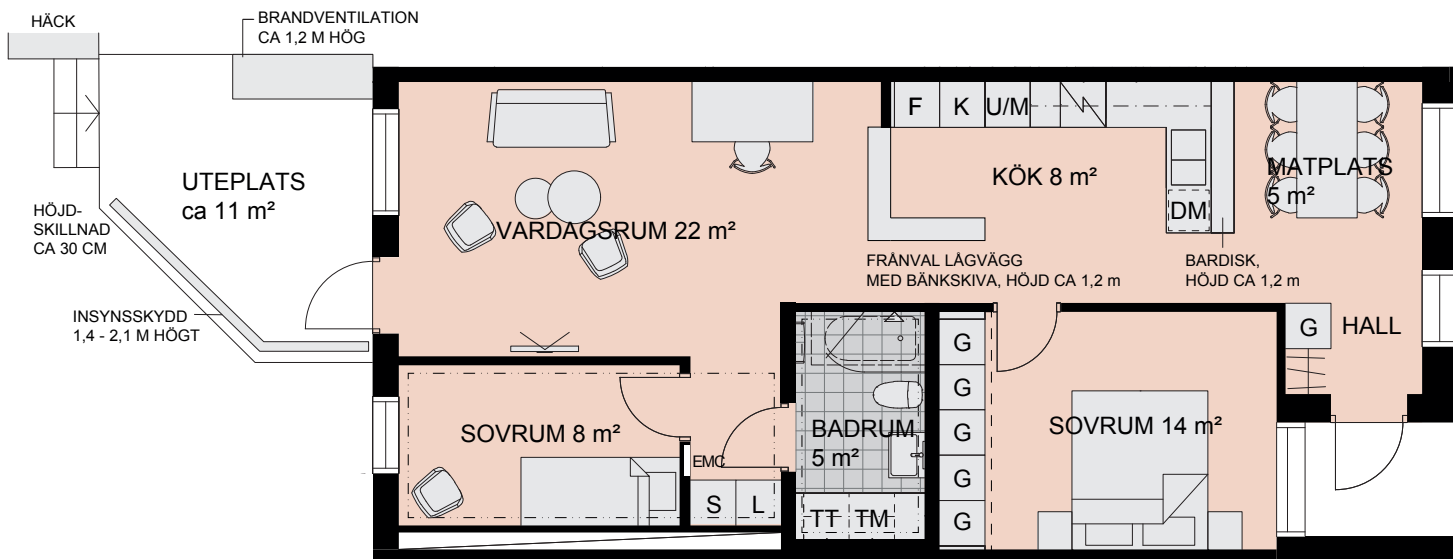 HÄCK
BRANDVENTILATION
CA 1,2 M HÖG
F
K
U/M
UTEPLATS
ca 11 m²
KÖK 8 m²
MATPLATS
5 m²
HÖJD-
SKILLNAD
CA 30 CM
VARDAGSRUM 22 m²
DM
FRÅNVAL LÅGVÄGG
MED BÄNKSKIVA, HÖJD CA 1,2 m
BARDISK,
HÖJD CA 1,2 m
INSYNSSKYDD
1,4 - 2,1 M HÖGT
G
HALL
G
G
G
G
G
SOVRUM 8 m²
BADRUM
5 m²
SOVRUM 14 m²
EMC
S
L
TT
TM